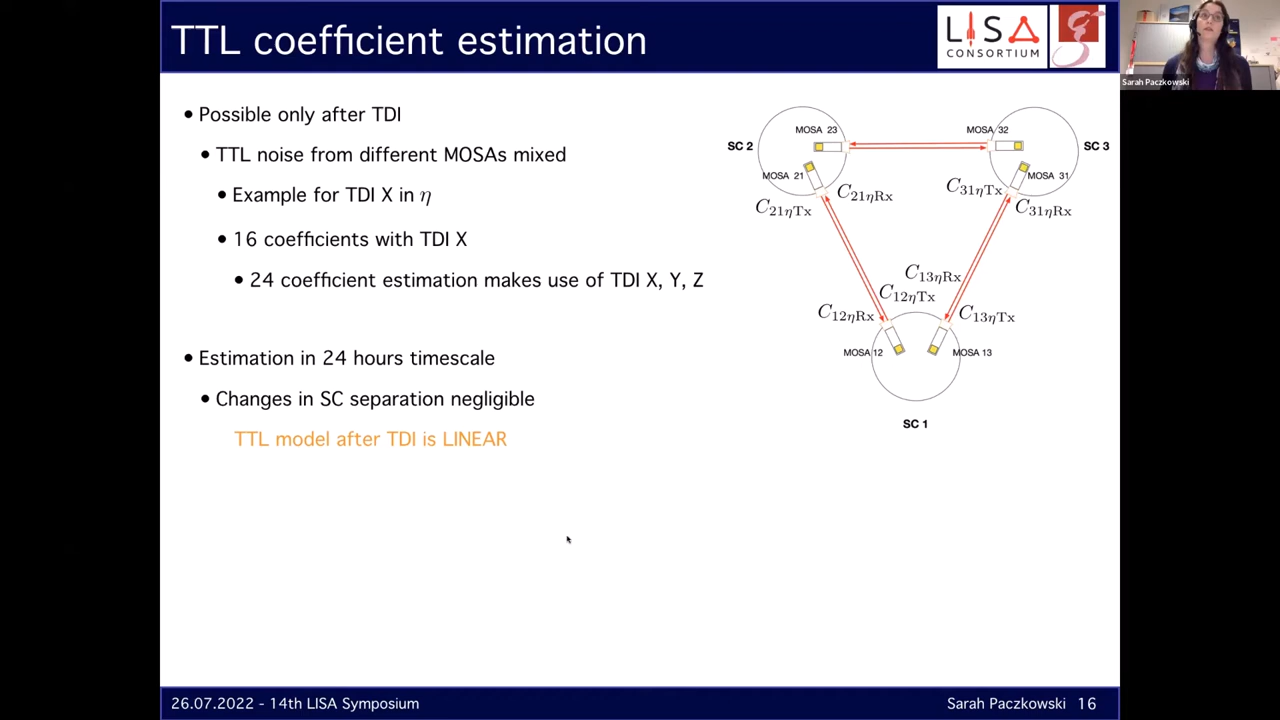 TTL coefficient estimation
LISA
CONSORTIUM
Sarah Paczkowski
• Possible only after TDI
• TTL noise from different MOSAs mixed
• Example for TDI X in η
• 16 coefficients with TDI X
• 24 coefficient estimation makes use of TDI X, Y, Z
• Estimation in 24 hours timescale
• Changes in SC separation negligible
TTL model after TDI is LINEAR
MOSA 23
MOSA 32
SC 2
SC 3
MOSA 21
MOSA 31
C21ηTx
C21ηRx
C31ηTx
C31ηRx
C13ηRx
C12ηTx
C12ηRx
C13ηTx
MOSA 12
MOSA 13
SC 1
26.07.2022 - 14th LISA Symposium
Sarah Paczkowski 16